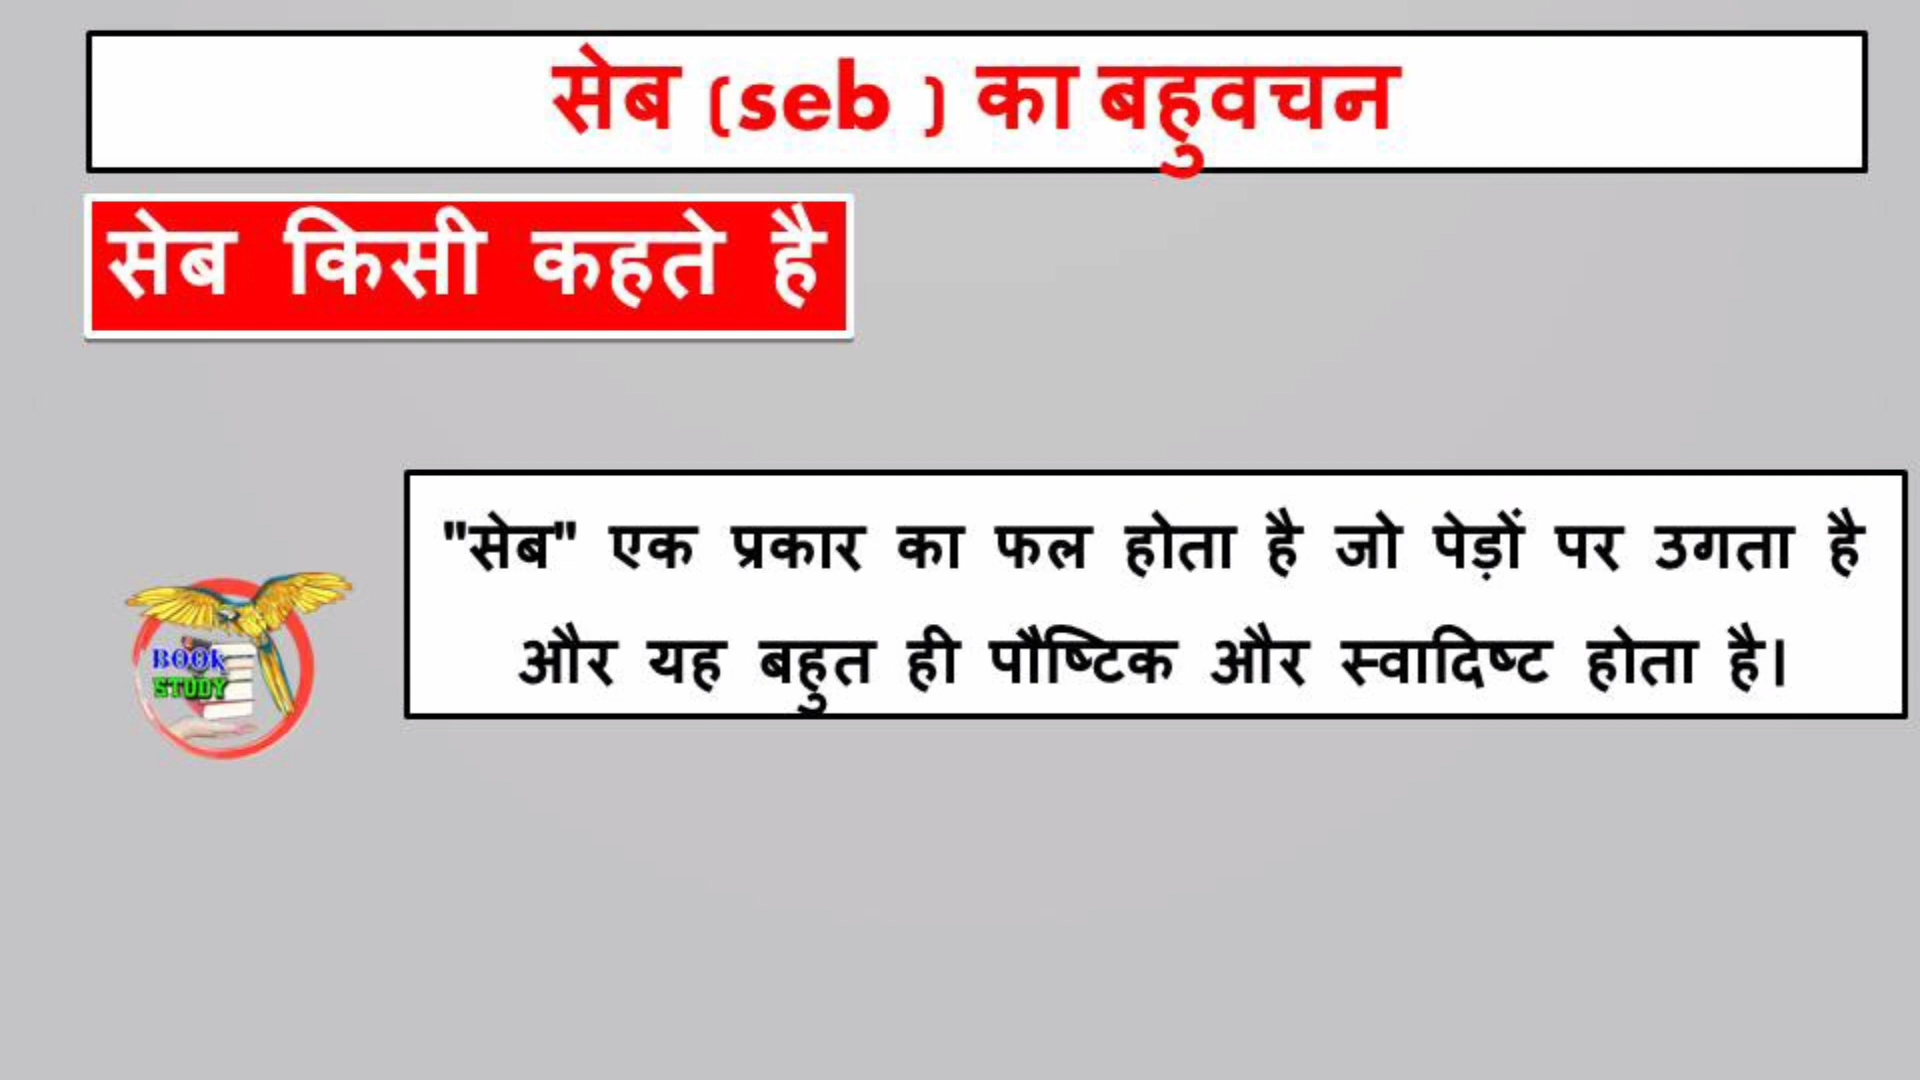 सेब (seb ) का बहुवचन
सेब किसी कहते है
"सेब" एक प्रकार का फल होता है जो पेड़ों पर उगता है
और यह बहुत ही पौष्टिक और स्वादिष्ट होता है।
BOOK
STUDY